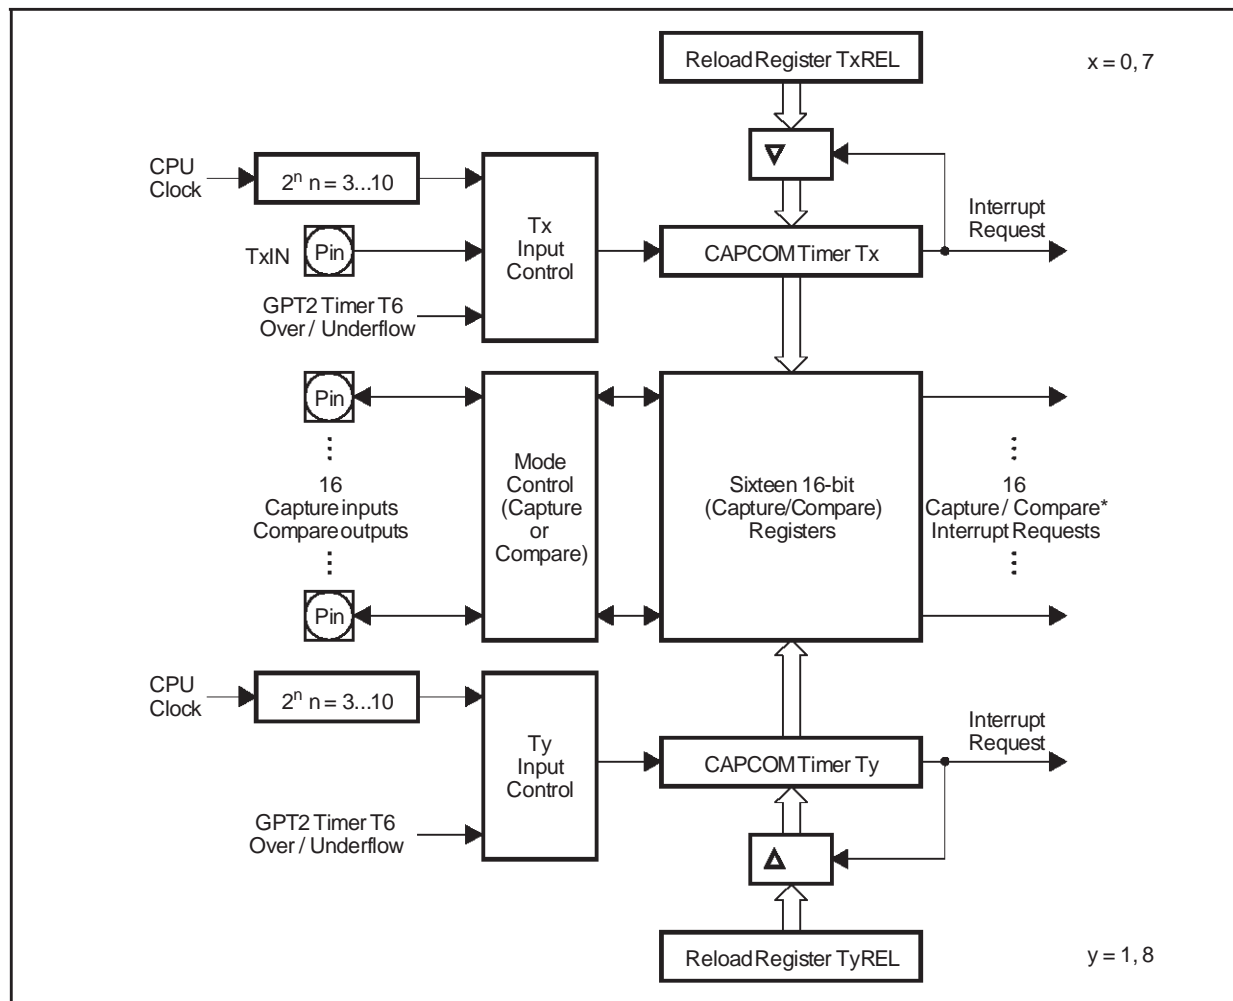 Reload Register TxREL
x = 0, 7
CPU
Clock
2ⁿ n = 3...10
Tx
Input
Control
Interrupt
Request
TxIN
Pin
CAPCOM Timer Tx
GPT2 Timer T6
Over / Underflow
Pin
⋮
16
Capture inputs
Compare outputs
⋮
Pin
Mode
Control
(Capture
or
Compare)
Sixteen 16-bit
(Capture/Compare)
Registers
⋮
16
Capture / Compare*
Interrupt Requests
⋮
CPU
Clock
2ⁿ n = 3...10
Ty
Input
Control
Interrupt
Request
CAPCOM Timer Ty
GPT2 Timer T6
Over / Underflow
Reload Register TyREL
y = 1, 8